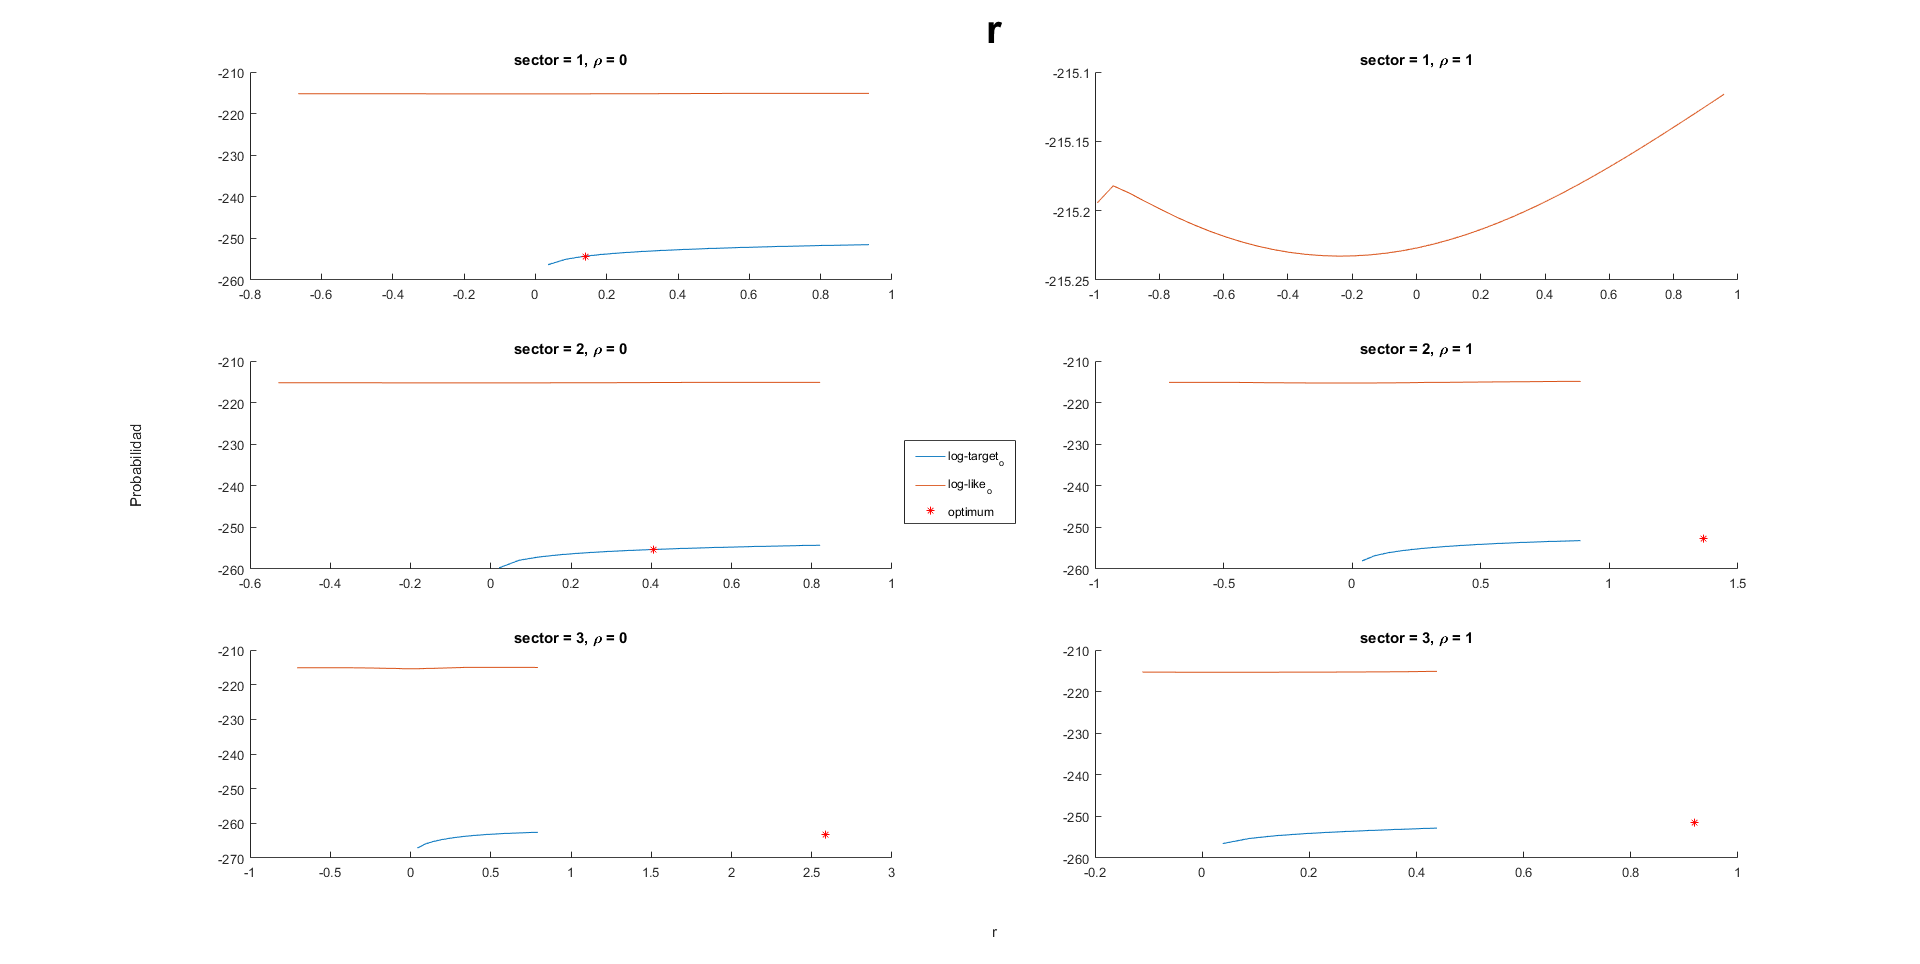 r
sector = 1, ρ = 0
-210
-220
-230
-240
-250
-260
-0.8 -0.6 -0.4 -0.2 0 0.2 0.4 0.6 0.8 1
sector = 1, ρ = 1
-215.1
-215.15
-215.2
-215.25
-1 -0.8 -0.6 -0.4 -0.2 0 0.2 0.4 0.6 0.8 1
sector = 2, ρ = 0
-210
-220
-230
-240
-250
-260
-0.6 -0.4 -0.2 0 0.2 0.4 0.6 0.8 1
Probabilidad
log-target_o
log-like_o
optimum
sector = 2, ρ = 1
-210
-220
-230
-240
-250
-260
-1 -0.5 0 0.5 1 1.5
sector = 3, ρ = 0
-210
-220
-230
-240
-250
-260
-270
-1 -0.5 0 0.5 1 1.5 2 2.5 3
sector = 3, ρ = 1
-210
-220
-230
-240
-250
-260
-0.2 0 0.2 0.4 0.6 0.8 1
r